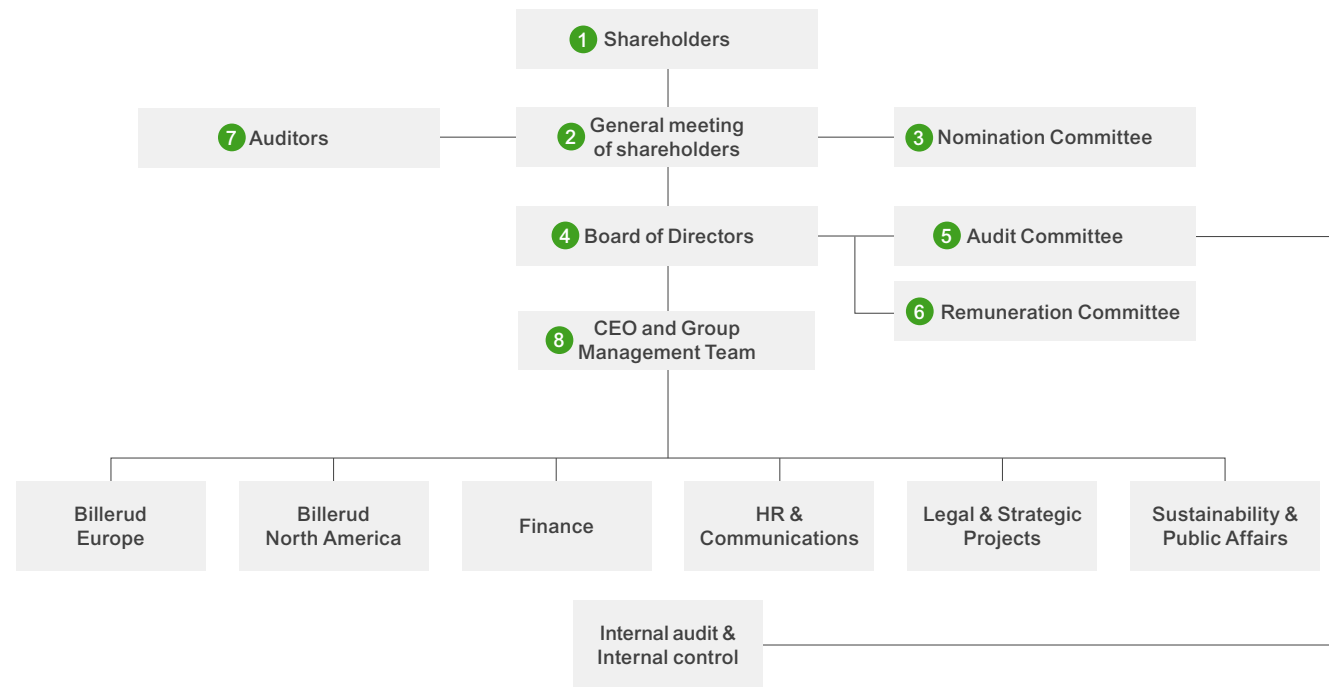 1 Shareholders
7 Auditors
2 General meeting
of shareholders
3 Nomination Committee
4 Board of Directors
5 Audit Committee
6 Remuneration Committee
8 CEO and Group
Management Team
Billerud
Europe
Billerud
North America
Finance
HR &
Communications
Legal & Strategic
Projects
Sustainability &
Public Affairs
Internal audit &
Internal control